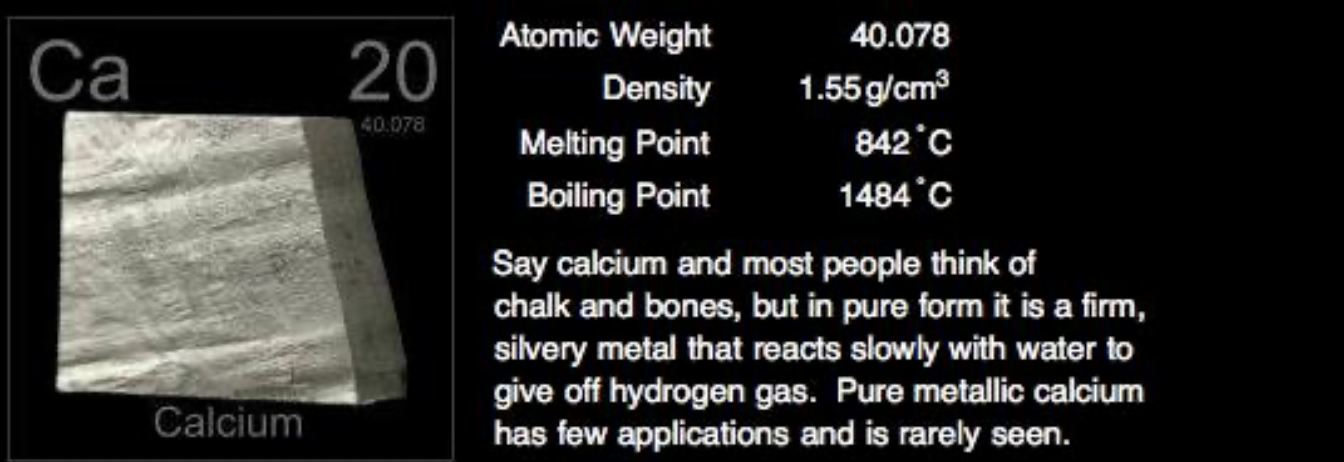 Ca 20
40.078
Calcium
Atomic Weight 40.078
Density 1.55 g/cm³
Melting Point 842 °C
Boiling Point 1484 °C
Say calcium and most people think of
chalk and bones, but in pure form it is a firm,
silvery metal that reacts slowly with water to
give off hydrogen gas.  Pure metallic calcium
has few applications and is rarely seen.